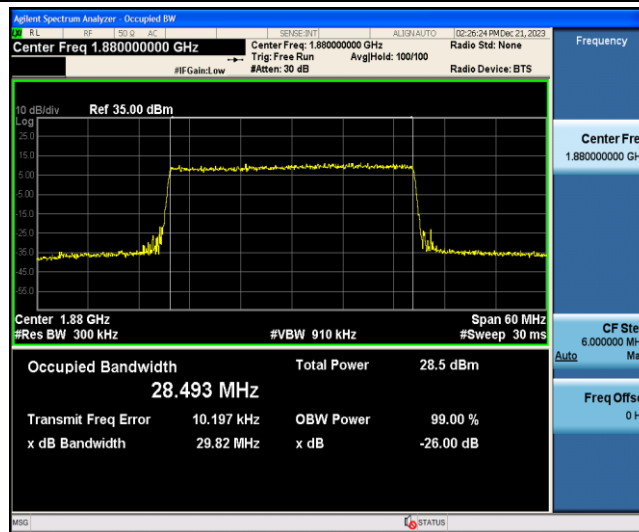 Agilent Spectrum Analyzer - Occupied BW
RL RF 50 Ω AC SENSE:INT ALIGN AUTO 02:26:24 PM Dec 21, 2023
Center Freq 1.880000000 GHz
Center Freq: 1.880000000 GHz Radio Std: None
Trig: Free Run Avg|Hold: 100/100
#IFGain:Low #Atten: 30 dB Radio Device: BTS
Frequency
10 dB/div Ref 35.00 dBm
Log
25.0
15.0
5.00
-5.00
-15.0
-25.0
-35.0
-45.0
-55.0
Center 1.88 GHz Span 60 MHz
#Res BW 300 kHz #VBW 910 kHz #Sweep 30 ms
Occupied Bandwidth Total Power 28.5 dBm
28.493 MHz
Transmit Freq Error 10.197 kHz OBW Power 99.00 %
x dB Bandwidth 29.82 MHz x dB -26.00 dB
Center Fre
1.880000000 GH
CF Ste
6.000000 MH
Auto Ma
Freq Offs
0 H
MSG STATUS